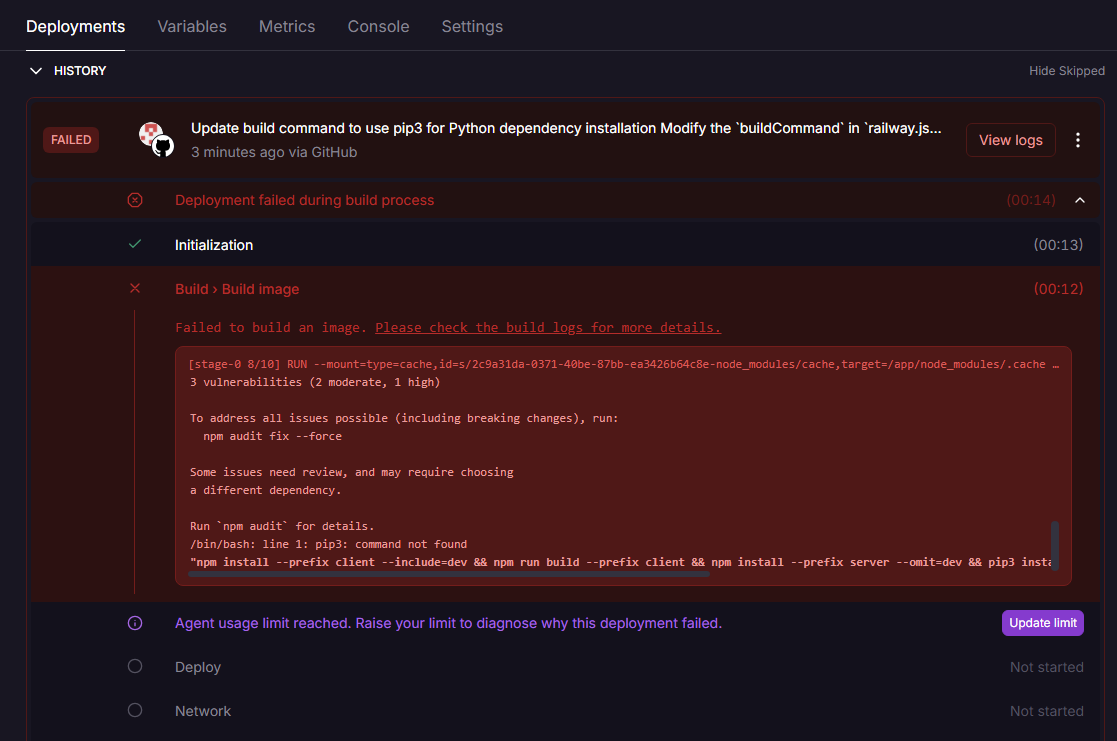 Deployments Variables Metrics Console Settings
HISTORY Hide Skipped
FAILED
Update build command to use pip3 for Python dependency installation Modify the `buildCommand` in `railway.js...
3 minutes ago via GitHub
View logs
Deployment failed during build process (00:14)
Initialization (00:13)
Build › Build image (00:12)
Failed to build an image. Please check the build logs for more details.
[stage-0 8/10] RUN --mount=type=cache,id=s/2c9a31da-0371-40be-87bb-ea3426b64c8e-node_modules/cache,target=/app/node_modules/.cache …
3 vulnerabilities (2 moderate, 1 high)
To address all issues possible (including breaking changes), run:
npm audit fix --force
Some issues need review, and may require choosing
a different dependency.
Run `npm audit` for details.
/bin/bash: line 1: pip3: command not found
"npm install --prefix client --include=dev && npm run build --prefix client && npm install --prefix server --omit=dev && pip3 insta
Agent usage limit reached. Raise your limit to diagnose why this deployment failed. Update limit
Deploy Not started
Network Not started